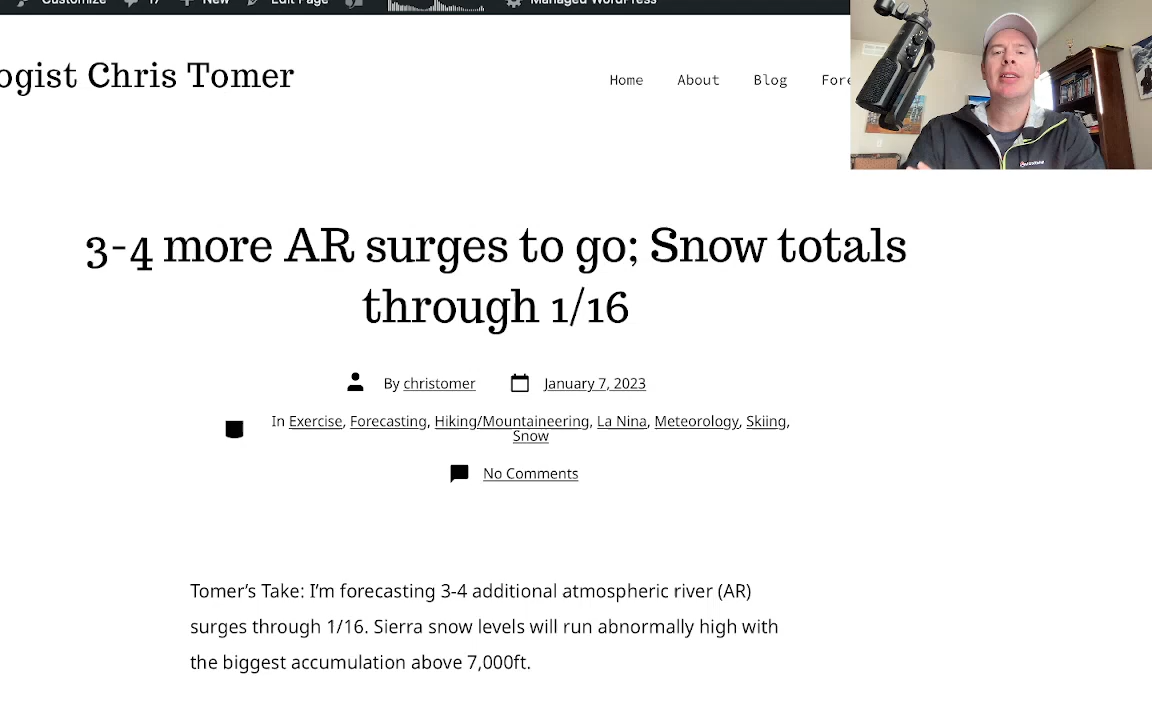 Customize 17 New Edit Page Managed WordPress
ogist Chris Tomer
Home About Blog Fore
3-4 more AR surges to go; Snow totals
through 1/16
By christomer January 7, 2023
In Exercise, Forecasting, Hiking/Mountaineering, La Nina, Meteorology, Skiing,
Snow
No Comments
Tomer’s Take: I’m forecasting 3-4 additional atmospheric river (AR)
surges through 1/16. Sierra snow levels will run abnormally high with
the biggest accumulation above 7,000ft.